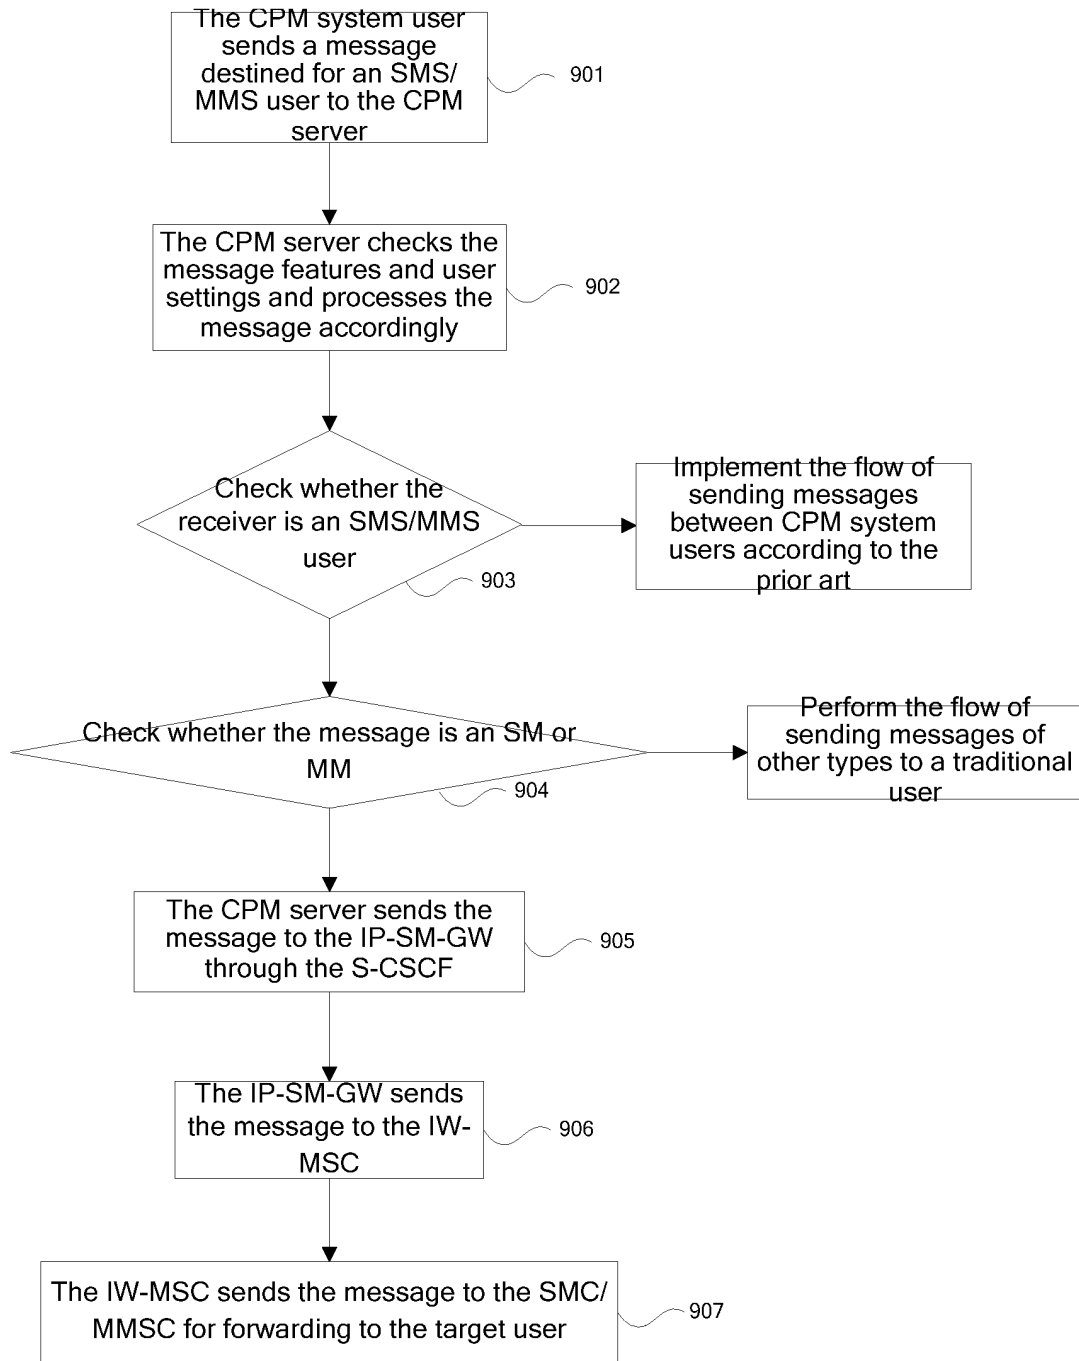 The CPM system user
sends a message
destined for an SMS/
MMS user to the CPM
server
901
The CPM server checks the
message features and user
settings and processes the
message accordingly
902
Check whether the
receiver is an SMS/MMS
user
903
Implement the flow of
sending messages
between CPM system
users according to the
prior art
Check whether the message is an SM or
MM
904
Perform the flow of
sending messages of
other types to a traditional
user
The CPM server sends the
message to the IP-SM-GW
through the S-CSCF
905
The IP-SM-GW sends
the message to the IW-
MSC
906
The IW-MSC sends the message to the SMC/
MMSC for forwarding to the target user
907